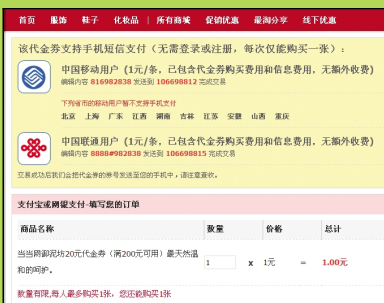 首页 服饰 鞋子 化妆品 | 所有商城 促销优惠 最淘分享 线下优惠
该代金券支持手机短信支付（无需登录或注册，每次仅能购买一张）：
中国移动用户（1元/条，已包含代金券购买费用和信息费用，无额外收费）
编辑内容 816982838 发送到 106698812 完成交易
下列省市的移动用户暂不支持手机支付
北京 上海 广东 江西 湖南 吉林 江苏 安徽 山西 重庆
中国联通用户（1元/条，已包含代金券购买费用和信息费用，无额外收费）
编辑内容 8888#982838 发送到 106698815 完成交易
交易成功后我们会把代金券的券号发送至您的手机中，请注意查收。
支付宝或网银支付-填写您的订单
商品名称 数量 价格 总计
当当网御泥坊20元代金券（满200元可用）最天然温
和的呵护。
1 x 1元 = 1.00元
数量有限,每人最多购买1张，您还能购买1张